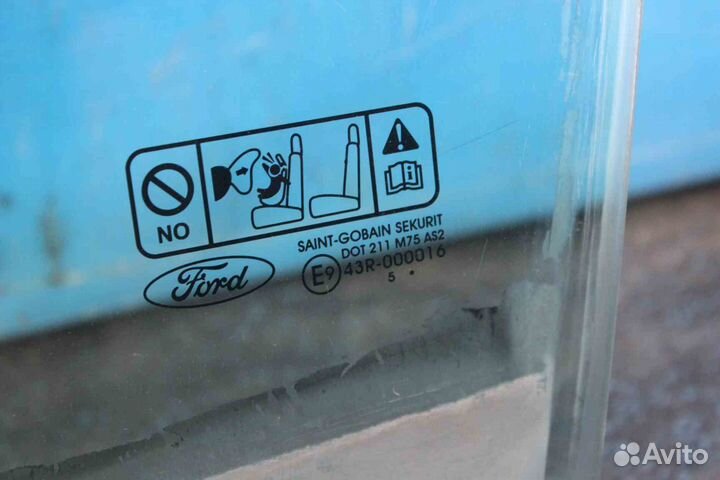 NO
SAINT-GOBAIN SEKURIT
DOT 211 M75 AS2
Ford
E9 43R-000016
5 •
Avito